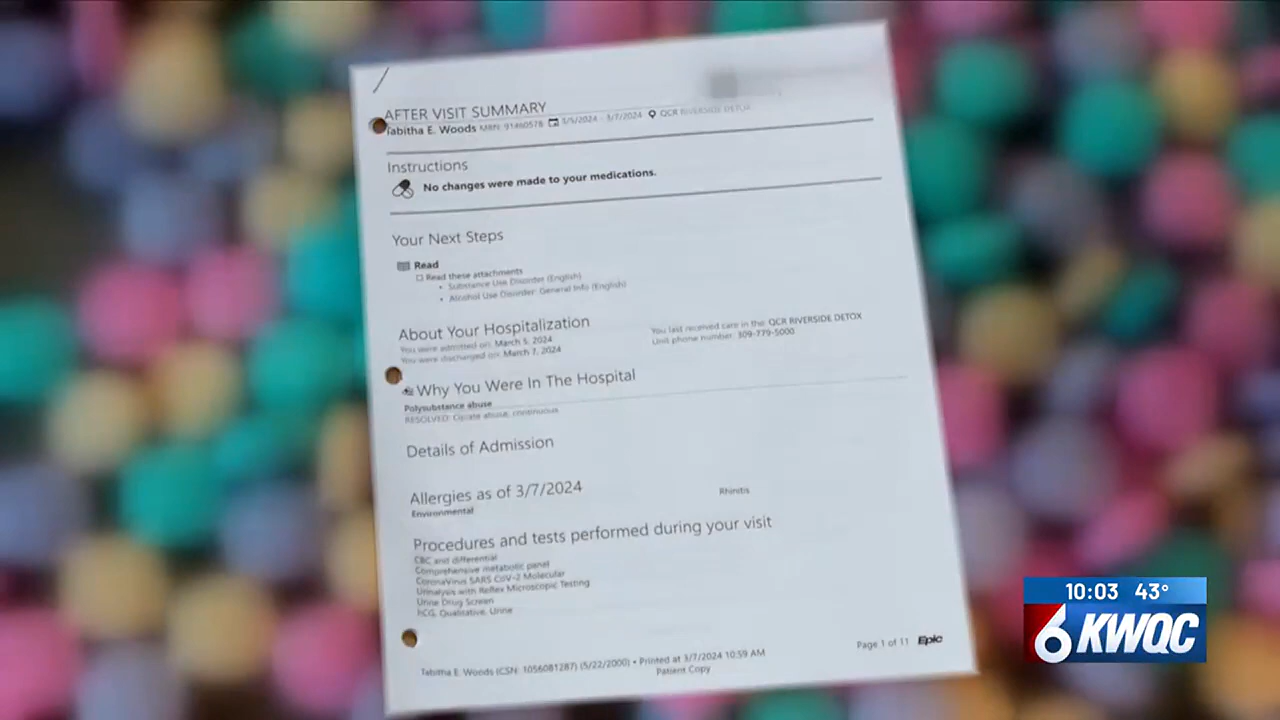 AFTER VISIT SUMMARY
Tabitha E. Woods MRN: 91460578 3/5/2024 - 3/7/2024 QCR RIVERSIDE DETOX
Instructions
No changes were made to your medications.
Your Next Steps
Read
Read these attachments
• Substance Use Disorder (English)
• Alcohol Use Disorder: General Info (English)
About Your Hospitalization
You were admitted on: March 5, 2024
You were discharged on: March 7, 2024
You last received care in the: QCR RIVERSIDE DETOX
Unit phone number: 309-779-5000
Why You Were In The Hospital
Polysubstance abuse
RESOLVED: Opiate abuse, continuous
Details of Admission
Allergies as of 3/7/2024
Environmental
Rhinitis
Procedures and tests performed during your visit
CBC and differential
Comprehensive metabolic panel
CoronaVirus SARS CoV-2 Molecular
Urinalysis with Reflex Microscopic Testing
Urine Drug Screen
hCG, Qualitative, Urine
Tabitha E. Woods (CSN: 1056081287) (5/22/2000) • Printed at 3/7/2024 10:59 AM
Patient Copy
Page 1 of 11 Epic
10:03 43°
6 KWQC